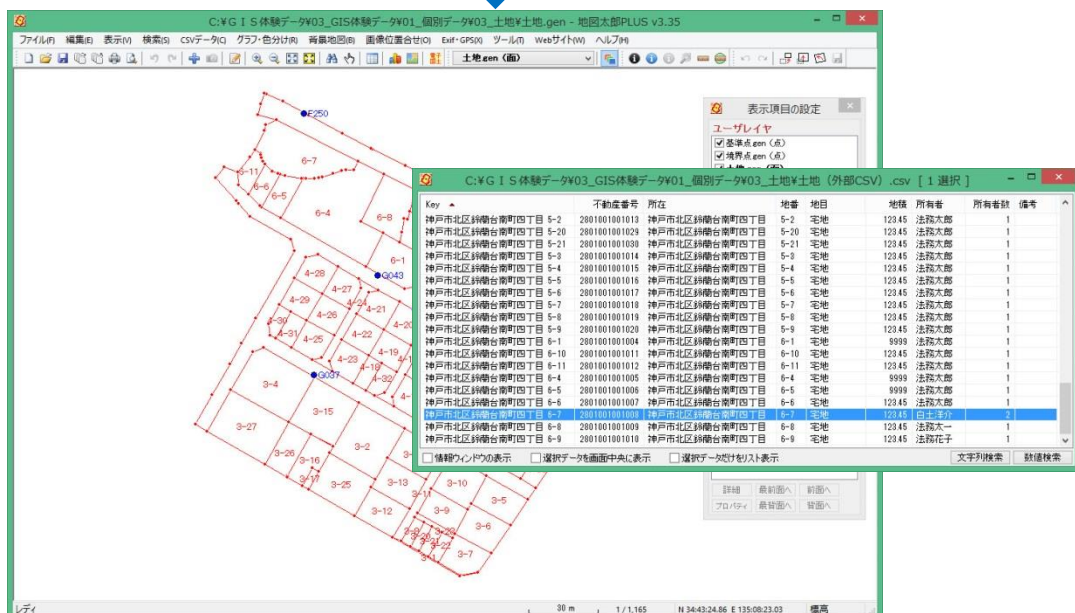 C:¥GIS体験データ¥03_GIS体験データ¥01_個別データ¥03_土地¥土地.gen - 地図太郎PLUS v3.35
ファイル(F) 編集(E) 表示(V) 検索(S) CSVデータ(C) グラフ・色分け(R) 背景地図(B) 画像位置合せ(O) Exif・GPS(X) ツール(T) Webサイト(W) ヘルプ(H)
土地.gen (面)
F250
6-7
6-11
6-6
6-5
6-4
6-8
6-1
G043
4-28
4-27
4-29
4-24
4-21
4-26
4-30
4-31
4-25
4-22
4-20
4-23
4-19
4-18
4-32
G037
3-4
3-15
3-27
3-2
3-26
3-16
3-17
3-25
3-13
3-10
3-11
3-5
3-12
3-9
3-6
3-7
表示項目の設定
ユーザレイヤ
基準点.gen (点)
境界点.gen (点)
C:¥GIS体験データ¥03_GIS体験データ¥01_個別データ¥03_土地¥土地 (外部CSV) .csv [ 1 選択 ]
Key 不動産番号 所在 地番 地目 地積 所有者 所有者数 備考
神戸市北区鈴蘭台南町四丁目 5-2 2801001001013 神戸市北区鈴蘭台南町四丁目 5-2 宅地 123.45 法務太郎 1
神戸市北区鈴蘭台南町四丁目 5-20 2801001001029 神戸市北区鈴蘭台南町四丁目 5-20 宅地 123.45 法務太郎 1
神戸市北区鈴蘭台南町四丁目 5-21 2801001001030 神戸市北区鈴蘭台南町四丁目 5-21 宅地 123.45 法務太郎 1
神戸市北区鈴蘭台南町四丁目 5-3 2801001001014 神戸市北区鈴蘭台南町四丁目 5-3 宅地 123.45 法務太郎 1
神戸市北区鈴蘭台南町四丁目 5-4 2801001001015 神戸市北区鈴蘭台南町四丁目 5-4 宅地 123.45 法務太郎 1
神戸市北区鈴蘭台南町四丁目 5-5 2801001001016 神戸市北区鈴蘭台南町四丁目 5-5 宅地 123.45 法務太郎 1
神戸市北区鈴蘭台南町四丁目 5-6 2801001001017 神戸市北区鈴蘭台南町四丁目 5-6 宅地 123.45 法務太郎 1
神戸市北区鈴蘭台南町四丁目 5-7 2801001001018 神戸市北区鈴蘭台南町四丁目 5-7 宅地 123.45 法務太郎 1
神戸市北区鈴蘭台南町四丁目 5-8 2801001001019 神戸市北区鈴蘭台南町四丁目 5-8 宅地 123.45 法務太郎 1
神戸市北区鈴蘭台南町四丁目 5-9 2801001001020 神戸市北区鈴蘭台南町四丁目 5-9 宅地 123.45 法務太郎 1
神戸市北区鈴蘭台南町四丁目 6-1 2801001001004 神戸市北区鈴蘭台南町四丁目 6-1 宅地 9999 法務太郎 1
神戸市北区鈴蘭台南町四丁目 6-10 2801001001011 神戸市北区鈴蘭台南町四丁目 6-10 宅地 123.45 法務太郎 1
神戸市北区鈴蘭台南町四丁目 6-11 2801001001012 神戸市北区鈴蘭台南町四丁目 6-11 宅地 123.45 法務太郎 1
神戸市北区鈴蘭台南町四丁目 6-4 2801001001005 神戸市北区鈴蘭台南町四丁目 6-4 宅地 9999 法務太郎 1
神戸市北区鈴蘭台南町四丁目 6-5 2801001001006 神戸市北区鈴蘭台南町四丁目 6-5 宅地 9999 法務太郎 1
神戸市北区鈴蘭台南町四丁目 6-6 2801001001007 神戸市北区鈴蘭台南町四丁目 6-6 宅地 123.45 法務太郎 1
神戸市北区鈴蘭台南町四丁目 6-7 2801001001008 神戸市北区鈴蘭台南町四丁目 6-7 宅地 123.45 白土洋介 2
神戸市北区鈴蘭台南町四丁目 6-8 2801001001009 神戸市北区鈴蘭台南町四丁目 6-8 宅地 123.45 法務太一 1
神戸市北区鈴蘭台南町四丁目 6-9 2801001001010 神戸市北区鈴蘭台南町四丁目 6-9 宅地 123.45 法務花子 1
情報ウィンドウの表示 選択データを画面中央に表示 選択データだけをリスト表示 文字列検索 数値検索
詳細 最前面へ 前面へ
プロパティ 最背面へ 背面へ
レディ 30 m 1/1,165 N 34:43:24.86 E 135:08:23.03 標高